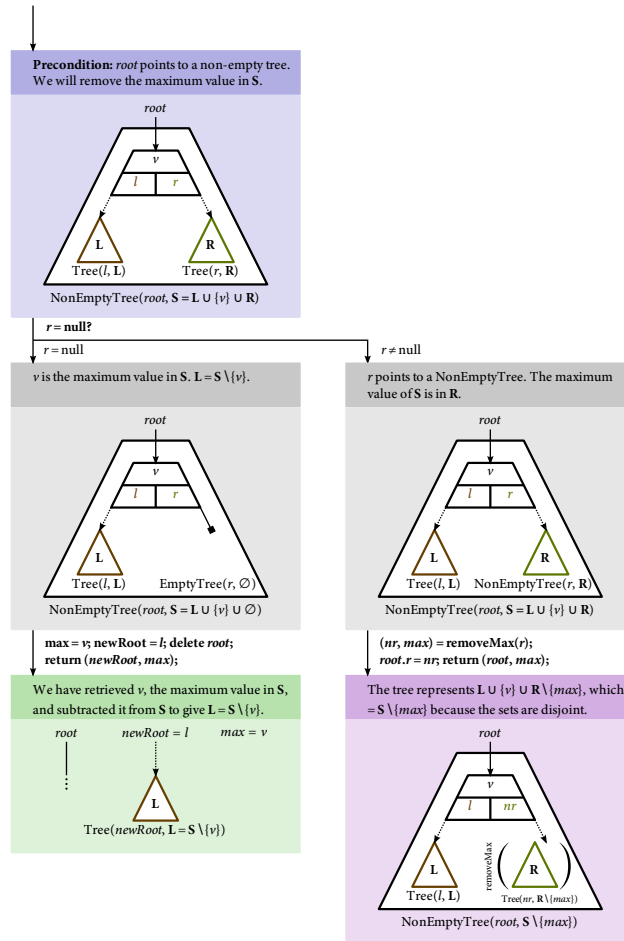 Precondition: root points to a non-empty tree.
We will remove the maximum value in S.
root
v
l r
L R
Tree(l, L) Tree(r, R)
NonEmptyTree(root, S = L ∪ {v} ∪ R)
r = null?
r = null
v is the maximum value in S. L = S \ {v}.
root
v
l r
L
Tree(l, L) EmptyTree(r, ∅)
NonEmptyTree(root, S = L ∪ {v} ∪ ∅)
max = v; newRoot = l; delete root;
return (newRoot, max);
We have retrieved v, the maximum value in S,
and subtracted it from S to give L = S \ {v}.
root newRoot = l max = v
⋮
L
Tree(newRoot, L = S \ {v})
r ≠ null
r points to a NonEmptyTree. The maximum
value of S is in R.
root
v
l r
L R
Tree(l, L) NonEmptyTree(r, R)
NonEmptyTree(root, S = L ∪ {v} ∪ R)
(nr, max) = removeMax(r);
root.r = nr; return (root, max);
The tree represents L ∪ {v} ∪ R\{max}, which
= S \{max} because the sets are disjoint.
root
v
l nr
L removeMax ( R )
Tree(l, L) Tree(nr, R \{max})
NonEmptyTree(root, S \{max})